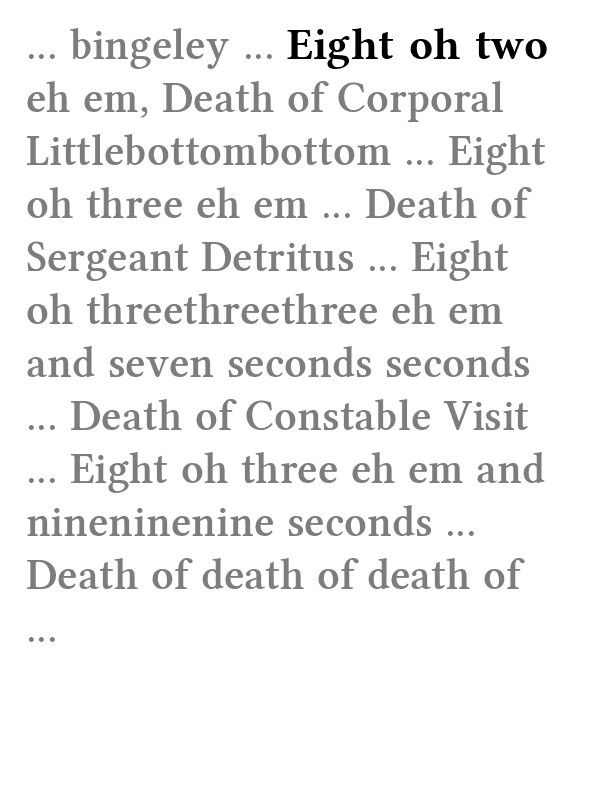 ... bingeley ... Eight oh two
eh em, Death of Corporal
Littlebottombottom ... Eight
oh three eh em ... Death of
Sergeant Detritus ... Eight
oh threethreethree eh em
and seven seconds seconds
... Death of Constable Visit
... Eight oh three eh em and
nineninenine seconds ...
Death of death of death of
...